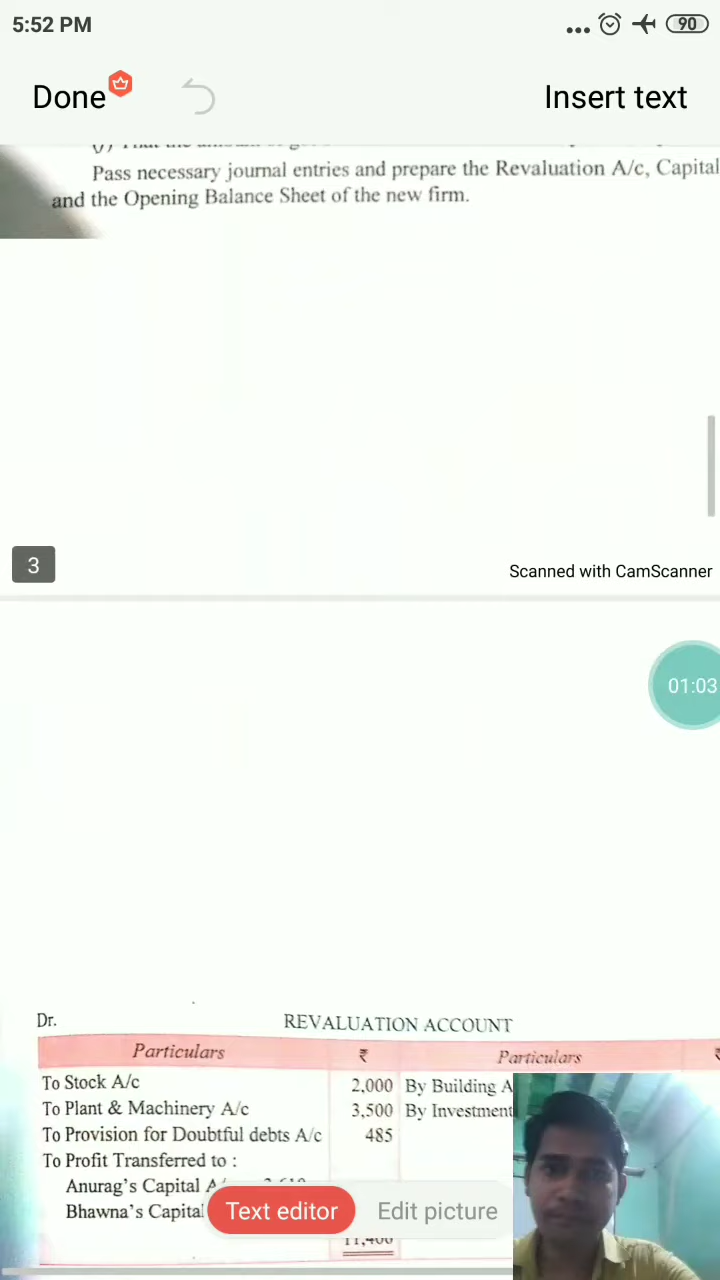 5:52 PM
90
Done
Insert text
Pass necessary journal entries and prepare the Revaluation A/c, Capital
and the Opening Balance Sheet of the new firm.
3
Scanned with CamScanner
01:03
Dr.
REVALUATION ACCOUNT
Particulars ₹ Particulars
To Stock A/c 2,000 By Building A
To Plant & Machinery A/c 3,500 By Investment
To Provision for Doubtful debts A/c 485
To Profit Transferred to :
Anurag's Capital
Bhawna's Capital
Text editor
Edit picture
11,400